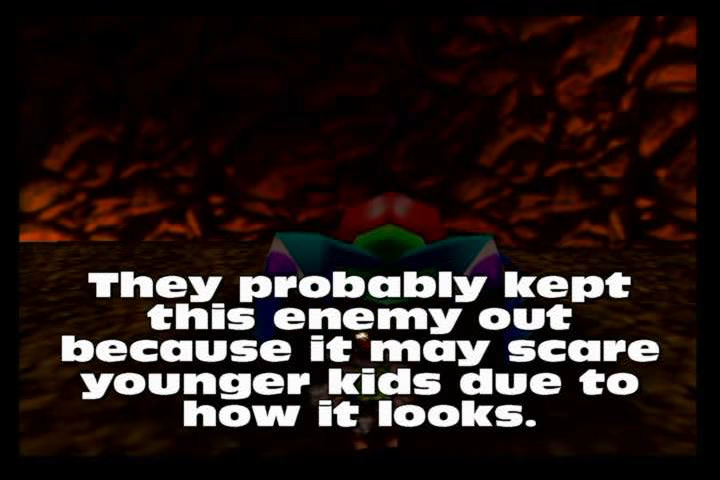 They probably kept
this enemy out
because it may scare
younger kids due to
how it looks.